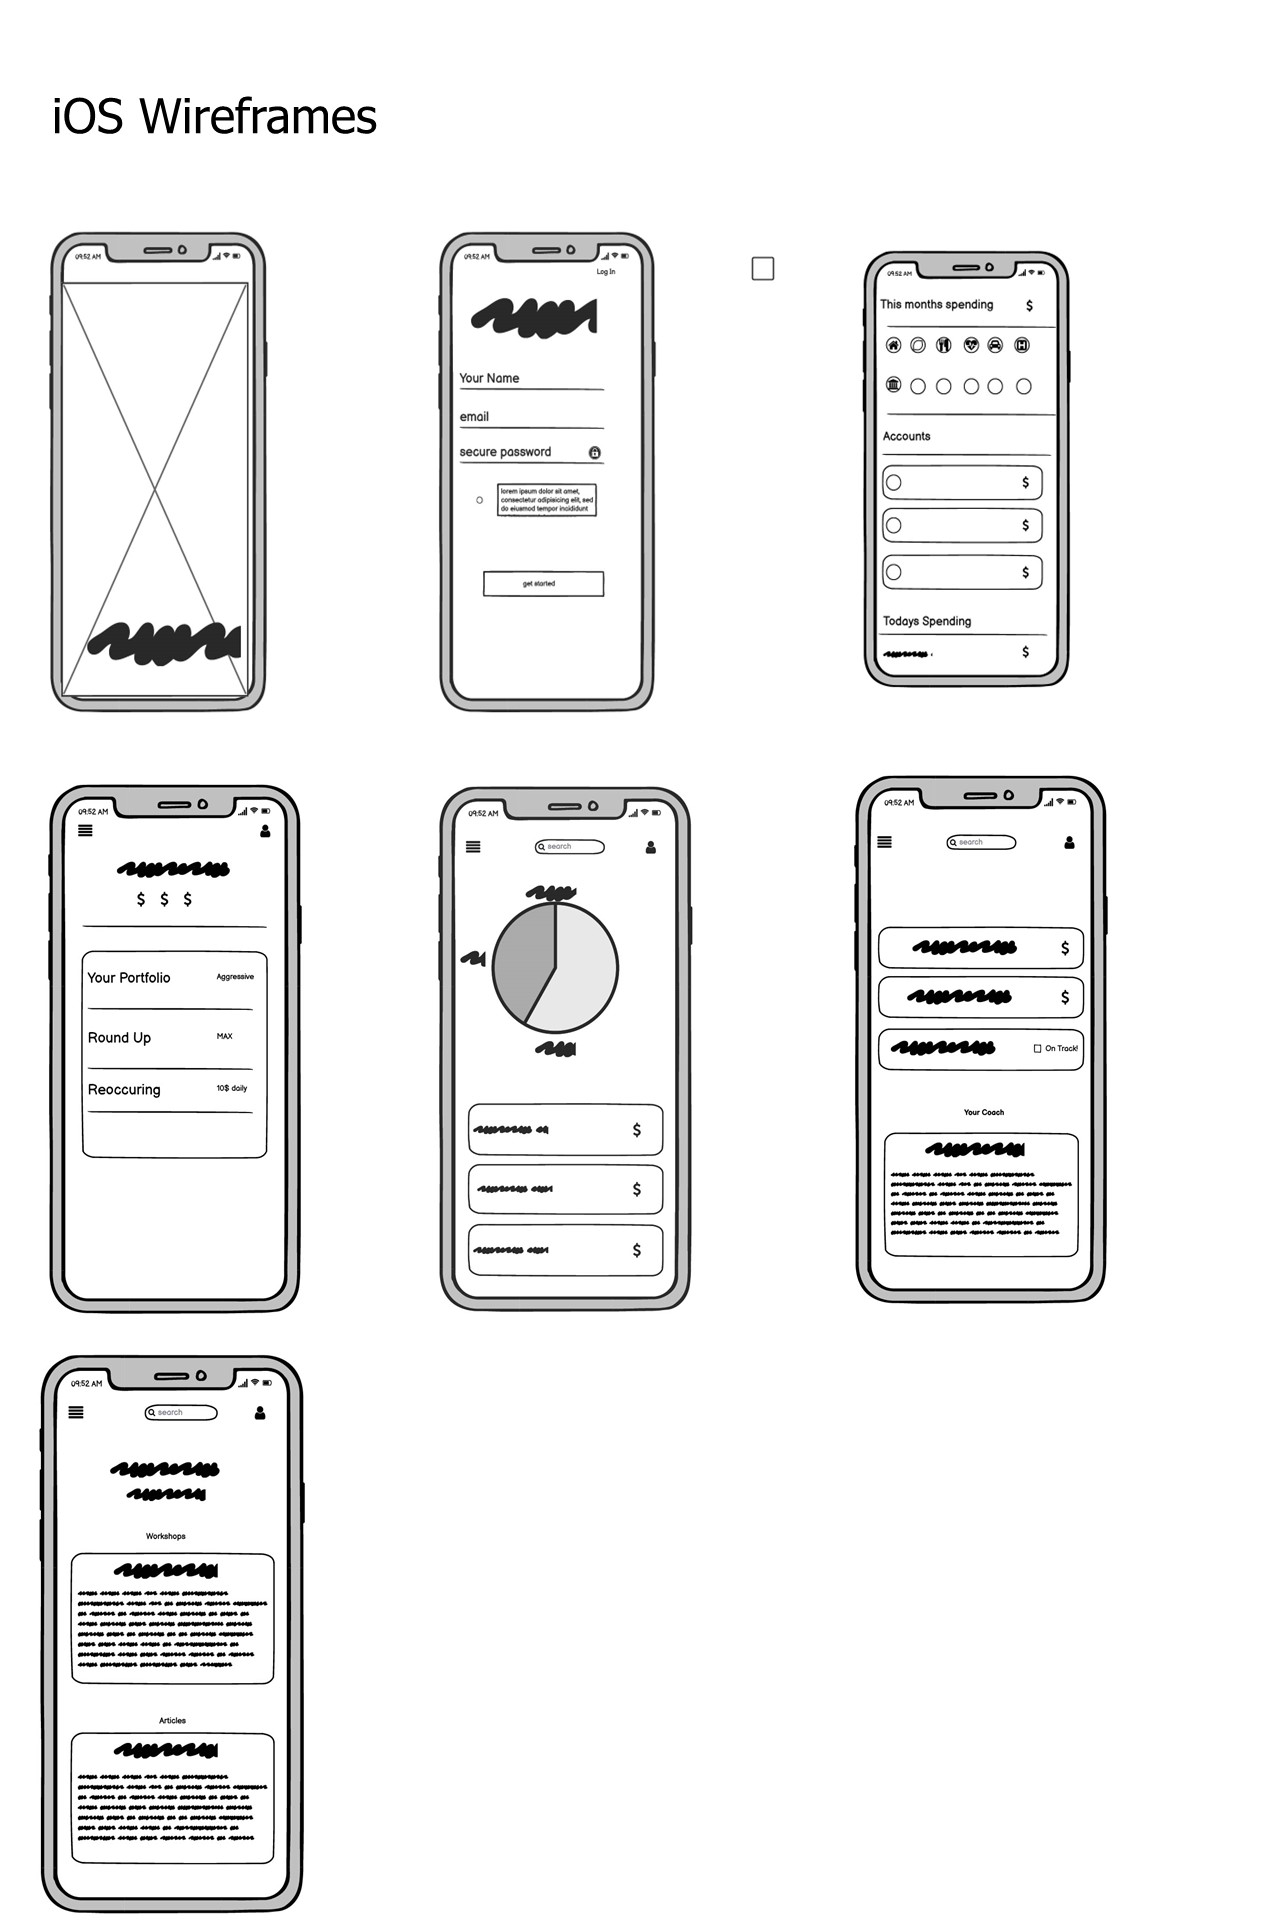 iOS Wireframes
09:52 AM
09:52 AM
Log In
Your Name
email
secure password
lorem ipsum dolor sit amet,
consectetur adipisicing elit, sed
do eiusmod tempor incididunt
get started
09:52 AM
This months spending $
Accounts
$
$
$
Todays Spending
$
09:52 AM
$ $ $
Your Portfolio Aggressive
Round Up MAX
Reoccuring 10$ daily
09:52 AM
search
$
$
$
09:52 AM
search
$
$
On Track!
Your Coach
09:52 AM
search
Workshops
Articles